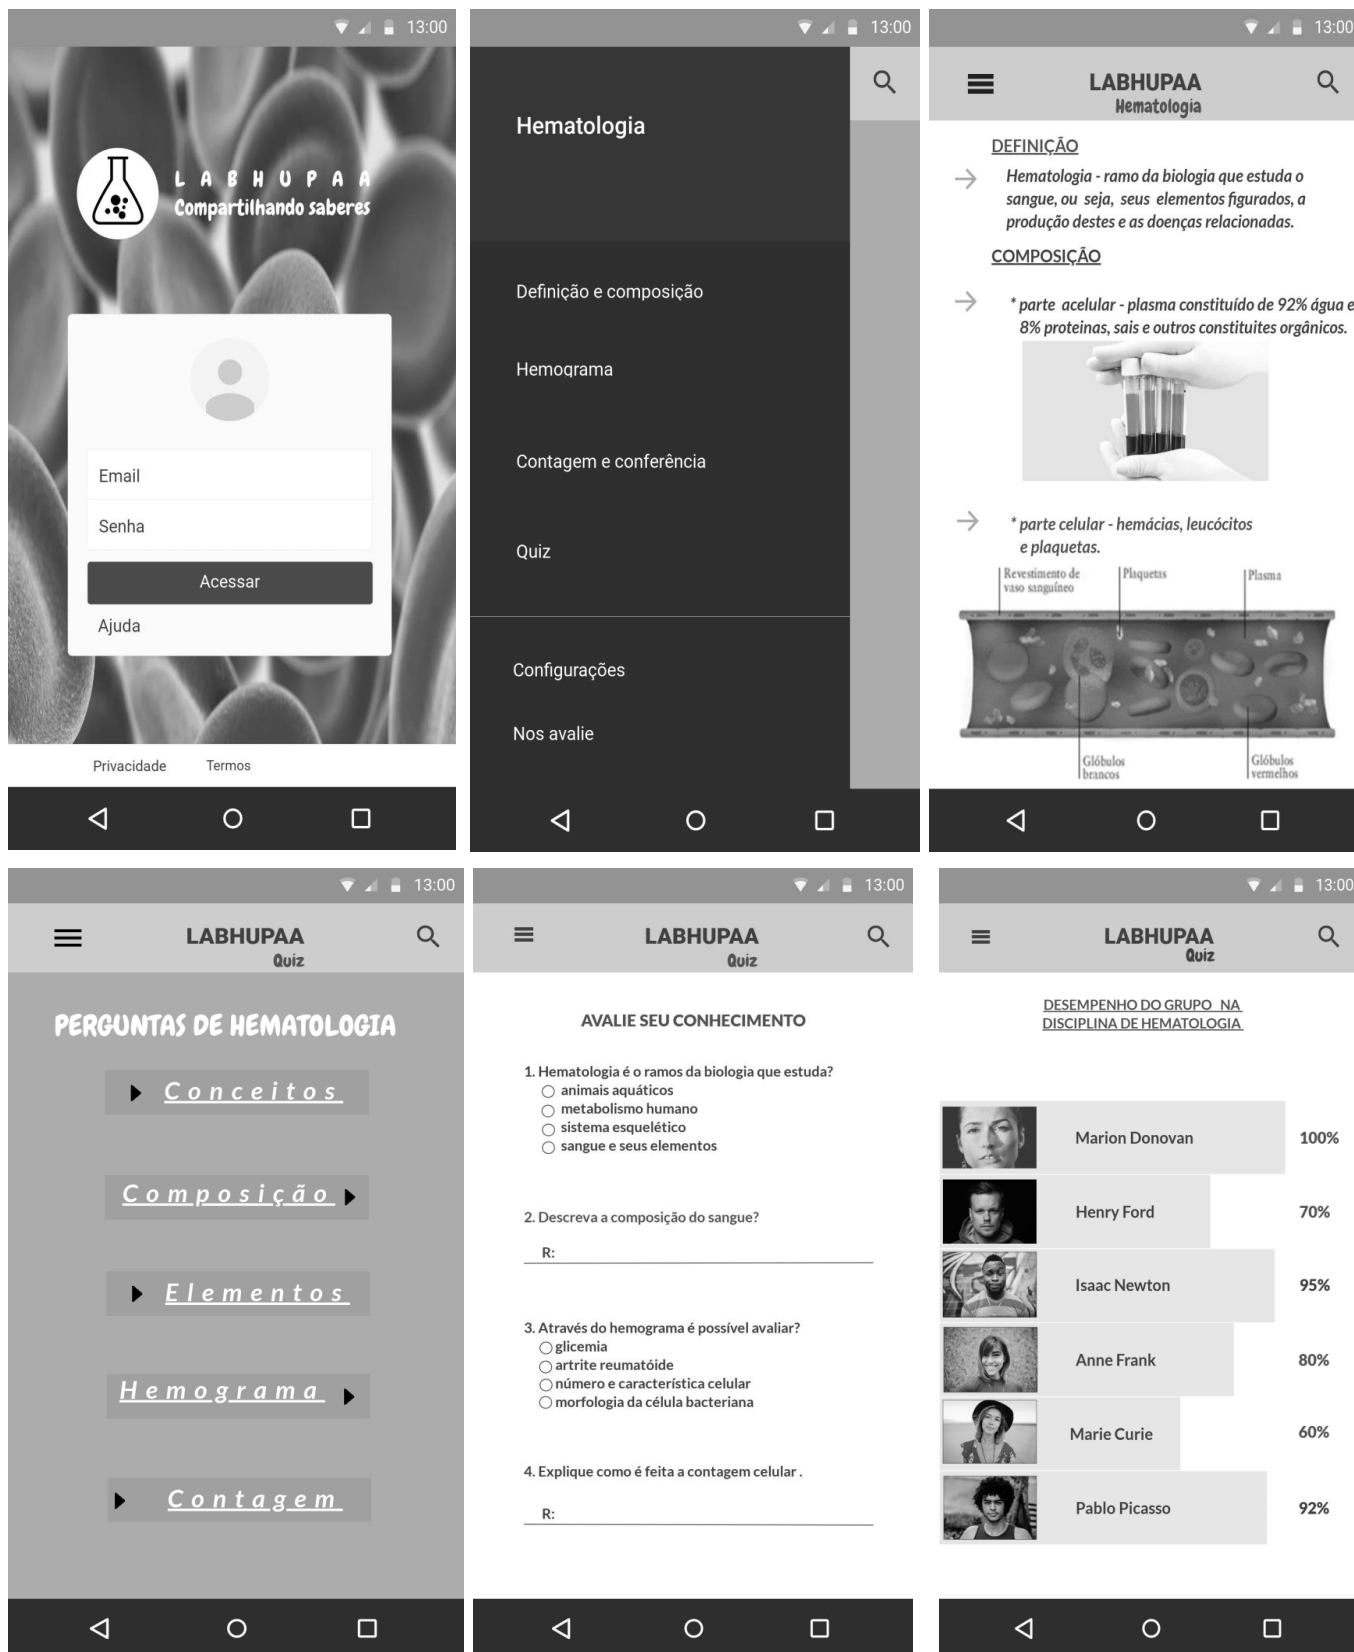 13:00
L A B H U P A A
Compartilhando saberes
Email
Senha
Acessar
Ajuda
Privacidade
Termos
13:00
Hematologia
Definição e composição
Hemograma
Contagem e conferência
Quiz
Configurações
Nos avalie
13:00
LABHUPAA
Hematologia
DEFINIÇÃO
Hematologia - ramo da biologia que estuda o
sangue, ou seja, seus elementos figurados, a
produção destes e as doenças relacionadas.
COMPOSIÇÃO
* parte acelular - plasma constituído de 92% água e
8% proteinas, sais e outros constituites orgânicos.
* parte celular - hemácias, leucócitos
e plaquetas.
Revestimento de
vaso sanguíneo
Plaquetas
Plasma
Glóbulos
brancos
Glóbulos
vermelhos
13:00
LABHUPAA
Quiz
PERGUNTAS DE HEMATOLOGIA
Conceitos
Composição
Elementos
Hemograma
Contagem
13:00
LABHUPAA
Quiz
AVALIE SEU CONHECIMENTO
1. Hematologia é o ramos da biologia que estuda?
animais aquáticos
metabolismo humano
sistema esquelético
sangue e seus elementos
2. Descreva a composição do sangue?
R:
3. Através do hemograma é possível avaliar?
glicemia
artrite reumatóide
número e característica celular
morfologia da célula bacteriana
4. Explique como é feita a contagem celular .
R:
13:00
LABHUPAA
Quiz
DESEMPENHO DO GRUPO NA
DISCIPLINA DE HEMATOLOGIA
Marion Donovan 100%
Henry Ford 70%
Isaac Newton 95%
Anne Frank 80%
Marie Curie 60%
Pablo Picasso 92%